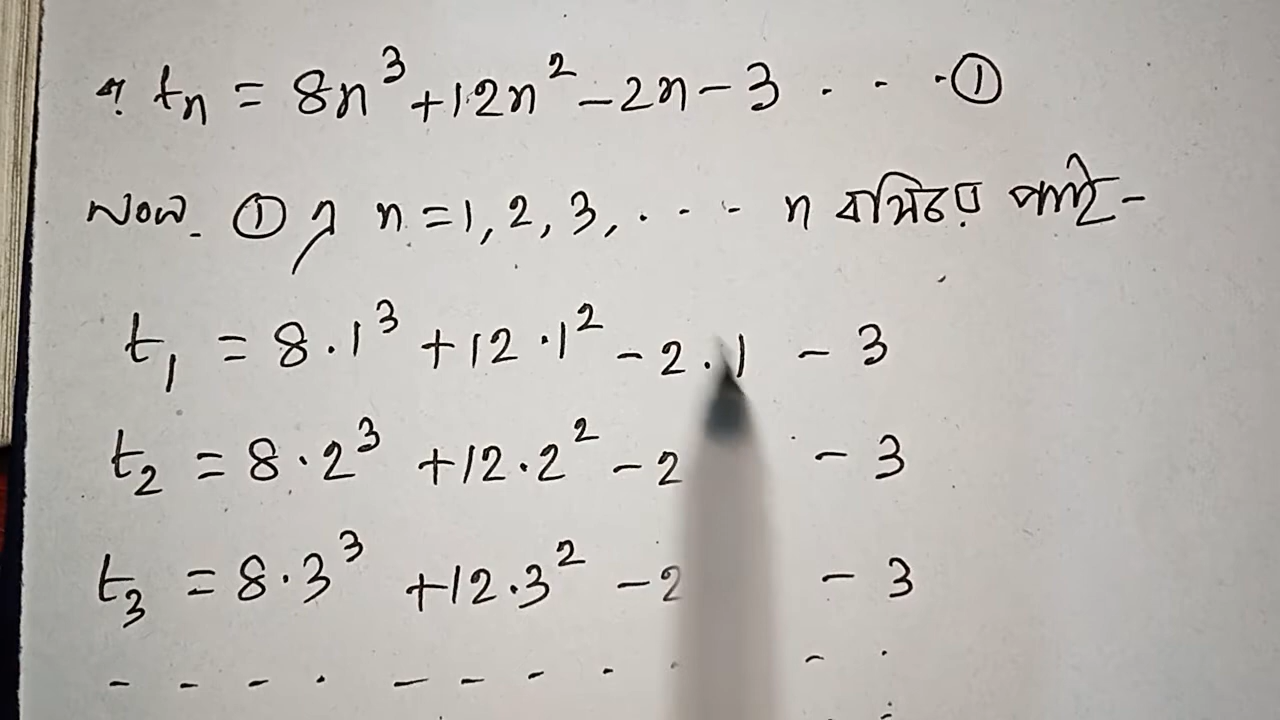 বা, tₙ = 8n³ + 12n² - 2n - 3 . . . ①
Now. ① এ n = 1, 2, 3, . . . n বসিয়ে পাই -
t₁ = 8.1³ + 12.1² - 2.1 - 3
t₂ = 8.2³ + 12.2² - 2 - 3
t₃ = 8.3³ + 12.3² - 2 - 3
- - - . - - - . - .